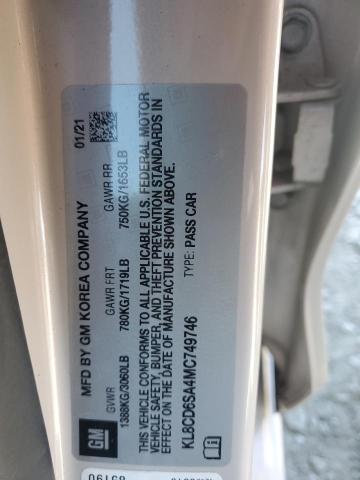 MFD BY GM KOREA COMPANY 01/21
GVWR GAWR FRT GAWR RR
1388KG/3060LB 780KG/1719LB 750KG/1653LB
THIS VEHICLE CONFORMS TO ALL APPLICABLE U.S. FEDERAL MOTOR
VEHICLE SAFETY, BUMPER, AND THEFT PREVENTION STANDARDS IN
EFFECT ON THE DATE OF MANUFACTURE SHOWN ABOVE.
KL8CD6SA4MC749746 TYPE: PASS CAR
GM